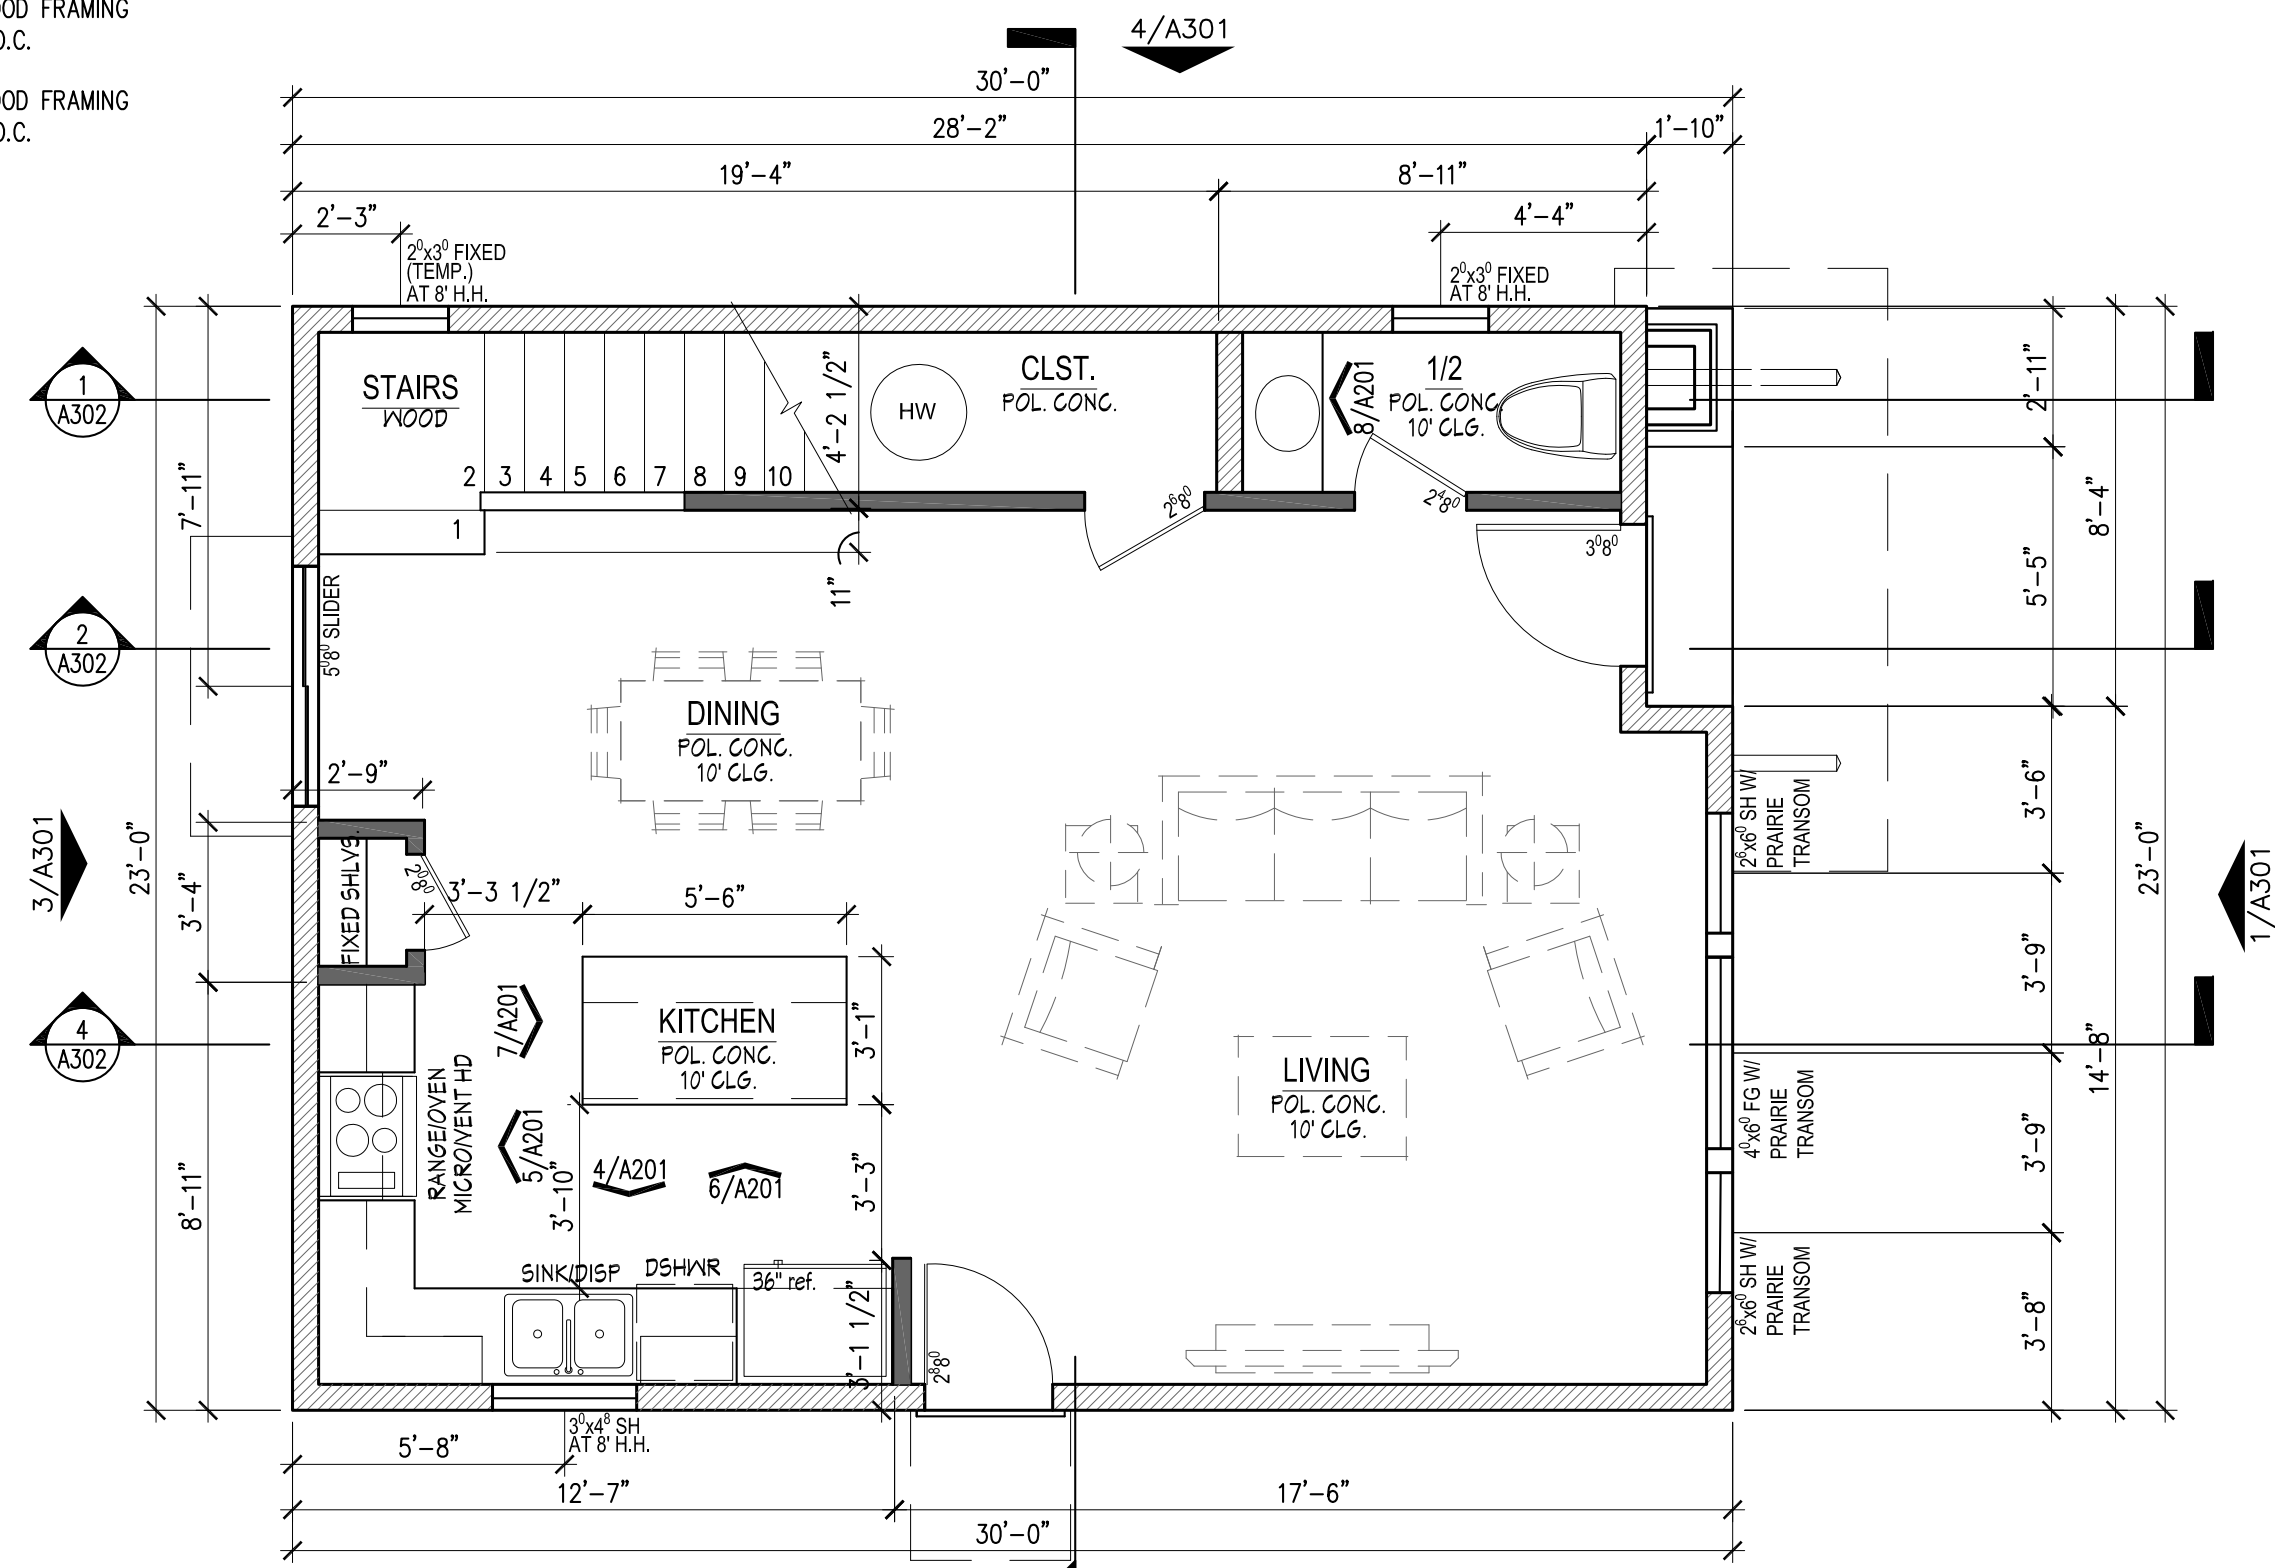 OOD FRAMING
O.C.
OOD FRAMING
O.C.
4/A301
30'-0"
28'-2"
1'-10"
19'-4"
8'-11"
2'-3"
4'-4"
2⁰x3⁰ FIXED
(TEMP.)
AT 8' H.H.
2⁰x3⁰ FIXED
AT 8' H.H.
1
A302
STAIRS
WOOD
2 3 4 5 6 7 8 9 10
1
4'-2 1/2"
11"
HW
CLST.
POL. CONC.
8/A201
1/2
POL. CONC
10' CLG.
2⁶8⁰
2⁴8⁰
3⁰8⁰
2'-11"
5'-5"
8'-4"
7'-11"
2
A302
5⁰8⁰ SLIDER
DINING
POL. CONC.
10' CLG.
2'-9"
3/A301
23'-0"
3'-4"
FIXED SHLVS.
2⁰8⁰
3'-3 1/2"
5'-6"
2⁶x6⁰ SH W/
PRAIRIE
TRANSOM
3'-6"
23'-0"
1/A301
3'-9"
4
A302
7/A201
KITCHEN
POL. CONC.
10' CLG.
3'-1"
LIVING
POL. CONC.
10' CLG.
14'-8"
4⁰x6⁰ FG W/
PRAIRIE
TRANSOM
3'-9"
RANGE/OVEN
MICRO/VENT HD
5/A201
3'-10"
4/A201
6/A201
3'-3"
8'-11"
SINK/DISP
DSHWR
36" ref.
3'-1 1/2"
2⁸8⁰
2⁶x6⁰ SH W/
PRAIRIE
TRANSOM
3'-8"
3⁰x4⁸ SH
AT 8' H.H.
5'-8"
12'-7"
17'-6"
30'-0"